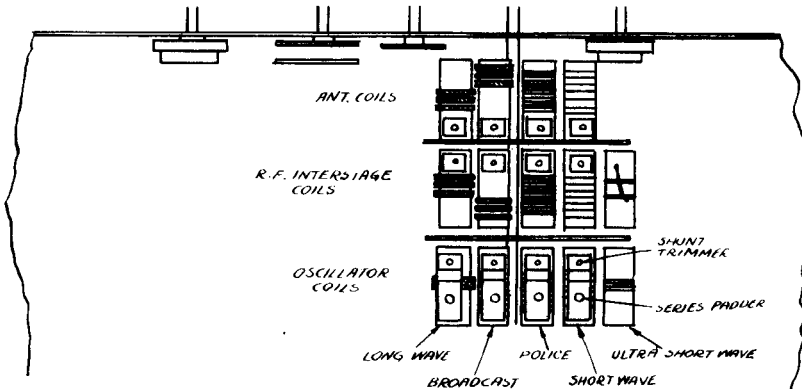 ANT. COILS
R.F. INTERSTAGE
COILS
OSCILLATOR
COILS
SHUNT
TRIMMER
SERIES PADDER
LONG WAVE
BROADCAST
POLICE
SHORT WAVE
ULTRA SHORT WAVE